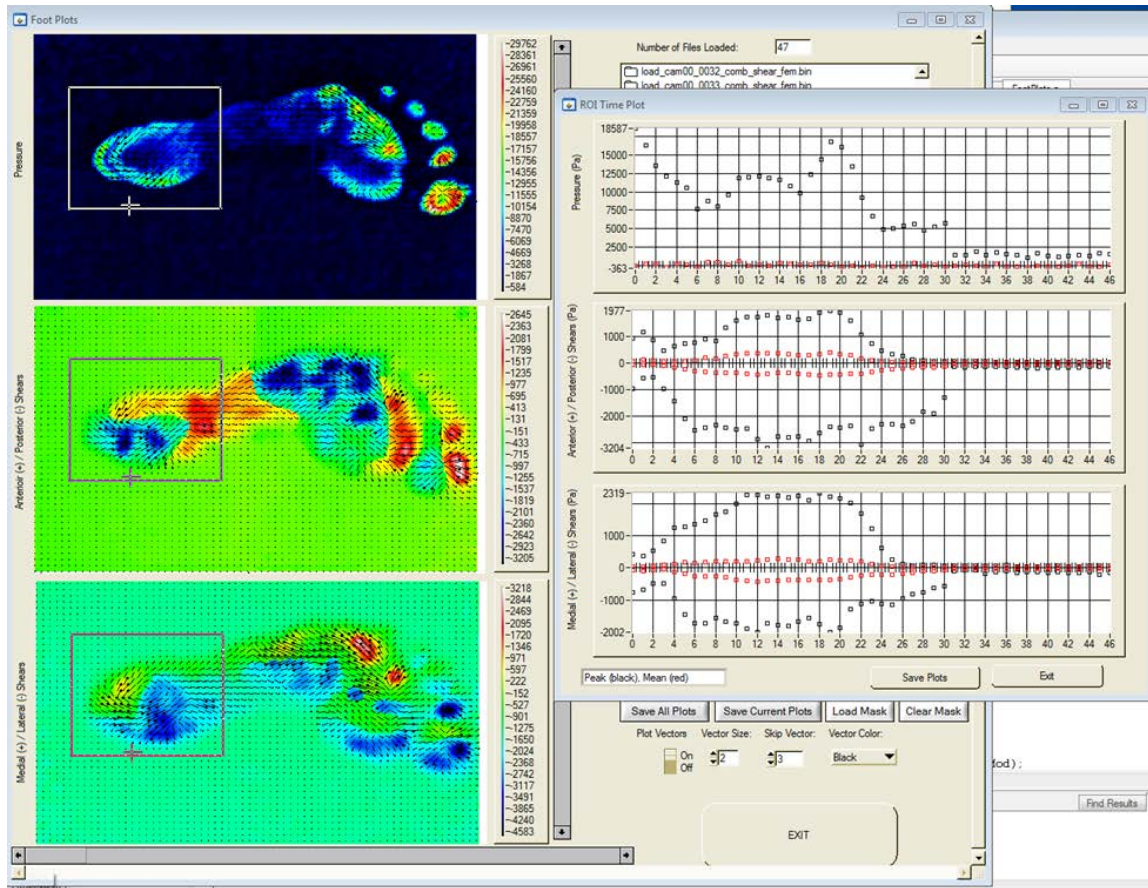 Foot Plots
Pressure
29762
28361
26961
25560
24160
22759
21359
19958
18557
17157
15756
14356
12955
11555
10154
8870
7470
6069
4669
3268
1867
584
Anterior (+) / Posterior (-) Shears
2645
2363
2081
1799
1517
1235
977
695
413
131
-151
-433
-715
-997
-1255
-1537
-1819
-2101
-2360
-2642
-2923
-3205
Medial (+) / Lateral (-) Shears
3218
2844
2469
2095
1720
1346
971
597
222
-152
-527
-901
-1275
-1650
-2024
-2368
-2742
-3117
-3491
-3865
-4240
-4583
Number of Files Loaded: 47
load_cam00_0032_comb_shear_fem.bin
load_cam00_0033_comb_shear_fem.bin
ROI Time Plot
Pressure (Pa)
18587
15000
12500
10000
7500
5000
2500
-363
0 2 4 6 8 10 12 14 16 18 20 22 24 26 28 30 32 34 36 38 40 42 44 46
Anterior (+) / Posterior (-) Shears (Pa)
1977
1000
0
-1000
-2000
-3204
0 2 4 6 8 10 12 14 16 18 20 22 24 26 28 30 32 34 36 38 40 42 44 46
Medial (+) / Lateral (-) Shears (Pa)
2319
1000
0
-1000
-2002
0 2 4 6 8 10 12 14 16 18 20 22 24 26 28 30 32 34 36 38 40 42 44 46
Peak (black), Mean (red)
Save Plots
Exit
Save All Plots
Save Current Plots
Load Mask
Clear Mask
Plot Vectors
On
Off
Vector Size:
2
Skip Vector:
3
Vector Color:
Black
EXIT
Find Results